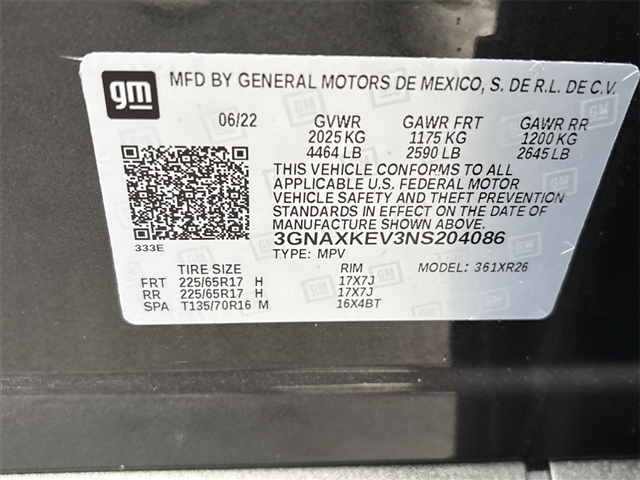 gm MFD BY GENERAL MOTORS DE MEXICO, S. DE R.L. DE C.V.
06/22 GVWR GAWR FRT GAWR RR
2025 KG 1175 KG 1200 KG
4464 LB 2590 LB 2645 LB
THIS VEHICLE CONFORMS TO ALL
APPLICABLE U.S. FEDERAL MOTOR
VEHICLE SAFETY AND THEFT PREVENTION
STANDARDS IN EFFECT ON THE DATE OF
MANUFACTURE SHOWN ABOVE.
3GNAXKEV3NS204086
333E TYPE: MPV
TIRE SIZE RIM MODEL: 361XR26
FRT 225/65R17 H 17X7J
RR 225/65R17 H 17X7J
SPA T135/70R16 M 16X4BT